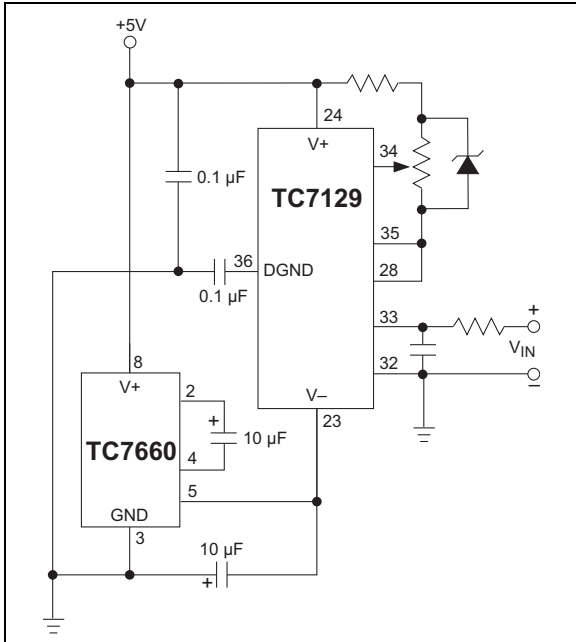 +5V
24
V+
34
0.1 µF
TC7129
35
36
DGND
28
0.1 µF
33
+
VIN
8
32
–
V+
2
V–
23
+
10 µF
TC7660
4
5
GND
3
10 µF
+